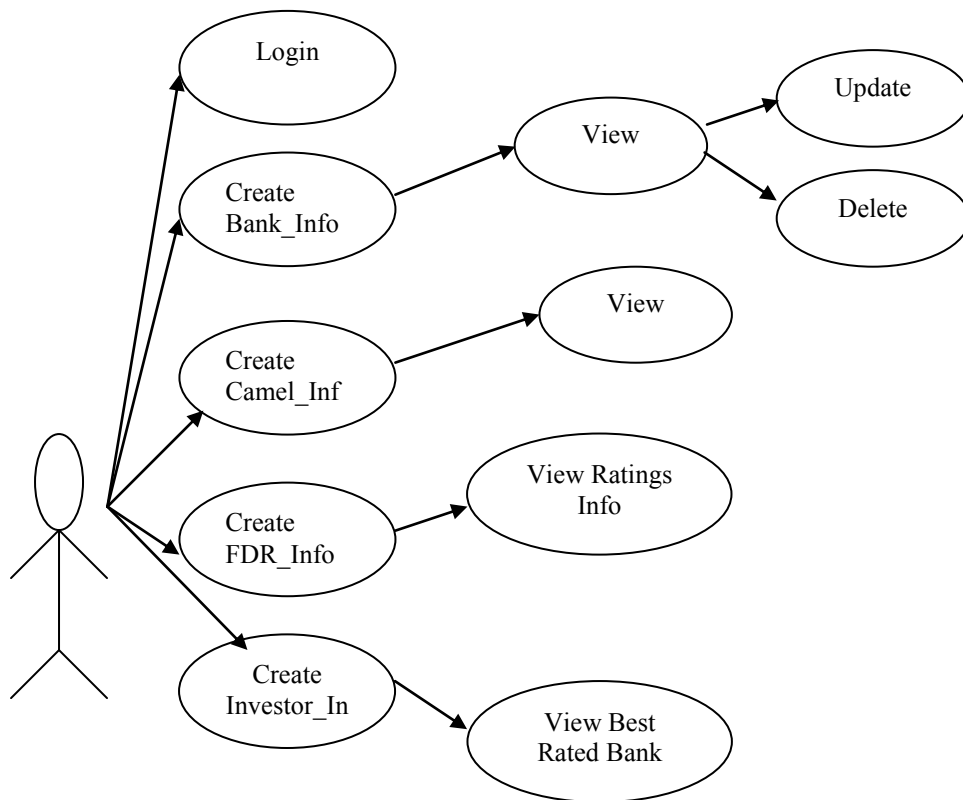 Login
Update
View
Create
Bank_Info
Delete
View
Create
Camel_Inf
View Ratings
Info
Create
FDR_Info
Create
Investor_In
View Best
Rated Bank